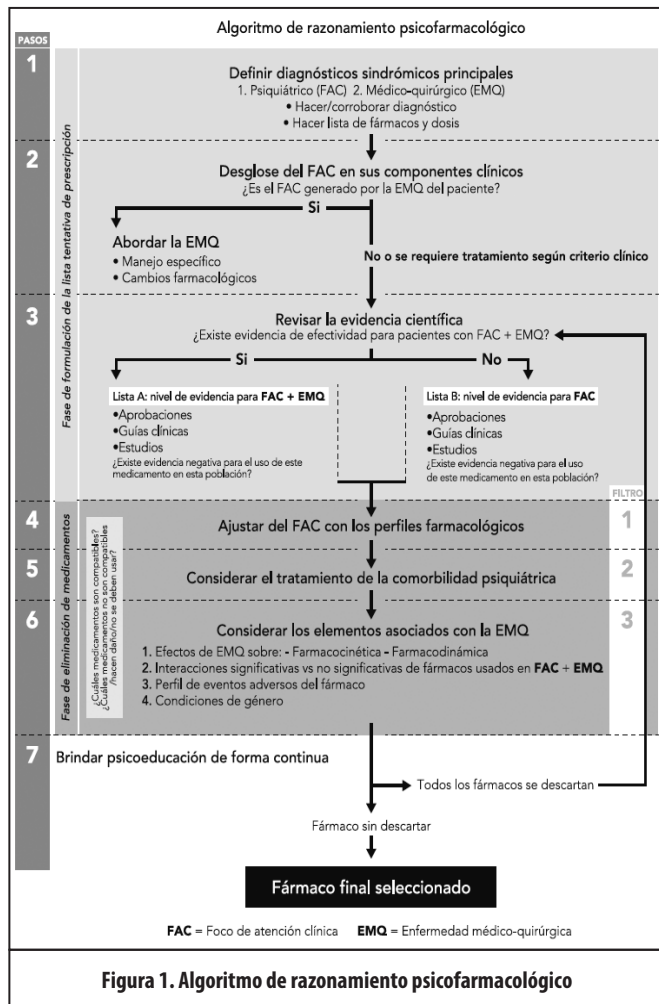 Algoritmo de razonamiento psicofarmacológico
PASOS
Fase de formulación de la lista tentativa de prescripción
1
Definir diagnósticos sindrómicos principales
1. Psiquiátrico (FAC) 2. Médico-quirúrgico (EMQ)
• Hacer/corroborar diagnóstico
• Hacer lista de fármacos y dosis
2
Desglose del FAC en sus componentes clínicos
¿Es el FAC generado por la EMQ del paciente?
Si
Abordar la EMQ
• Manejo específico
• Cambios farmacológicos
No o se requiere tratamiento según criterio clínico
3
Revisar la evidencia científica
¿Existe evidencia de efectividad para pacientes con FAC + EMQ?
Si
No
Lista A: nivel de evidencia para FAC + EMQ
•Aprobaciones
•Guías clínicas
•Estudios
¿Existe evidencia negativa para el uso de este
medicamento en esta población?
Lista B: nivel de evidencia para FAC
•Aprobaciones
•Guías clínicas
•Estudios
¿Existe evidencia negativa para el uso
de este medicamento en esta población?
FILTRO
Fase de eliminación de medicamentos
¿Cuáles medicamentos son compatibles?
¿Cuáles medicamentos no son compatibles
/hacen daño/no se deben usar?
4
Ajustar del FAC con los perfiles farmacológicos
1
5
Considerar el tratamiento de la comorbilidad psiquiátrica
2
6
Considerar los elementos asociados con la EMQ
3
1. Efectos de EMQ sobre: - Farmacocinética - Farmacodinámica
2. Interacciones significativas vs no significativas de fármacos usados en FAC + EMQ
3. Perfil de eventos adversos del fármaco
4. Condiciones de género
7
Brindar psicoeducación de forma continua
Todos los fármacos se descartan
Fármaco sin descartar
Fármaco final seleccionado
FAC = Foco de atención clínica EMQ = Enfermedad médico-quirúrgica
Figura 1. Algoritmo de razonamiento psicofarmacológico